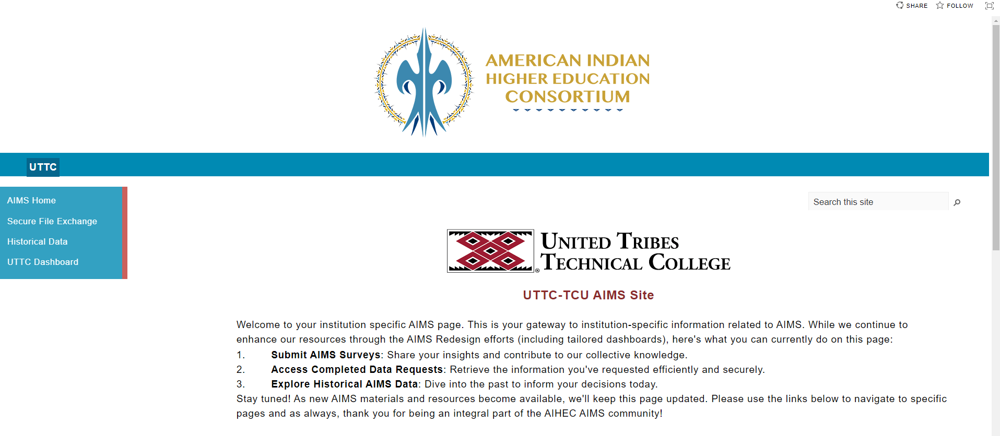 SHARE FOLLOW
AMERICAN INDIAN
HIGHER EDUCATION
CONSORTIUM
UTTC
AIMS Home
Secure File Exchange
Historical Data
UTTC Dashboard
Search this site
UNITED TRIBES
TECHNICAL COLLEGE
®
UTTC-TCU AIMS Site
Welcome to your institution specific AIMS page. This is your gateway to institution-specific information related to AIMS. While we continue to
enhance our resources through the AIMS Redesign efforts (including tailored dashboards), here's what you can currently do on this page:
1. Submit AIMS Surveys: Share your insights and contribute to our collective knowledge.
2. Access Completed Data Requests: Retrieve the information you've requested efficiently and securely.
3. Explore Historical AIMS Data: Dive into the past to inform your decisions today.
Stay tuned! As new AIMS materials and resources become available, we'll keep this page updated. Please use the links below to navigate to specific
pages and as always, thank you for being an integral part of the AIHEC AIMS community!